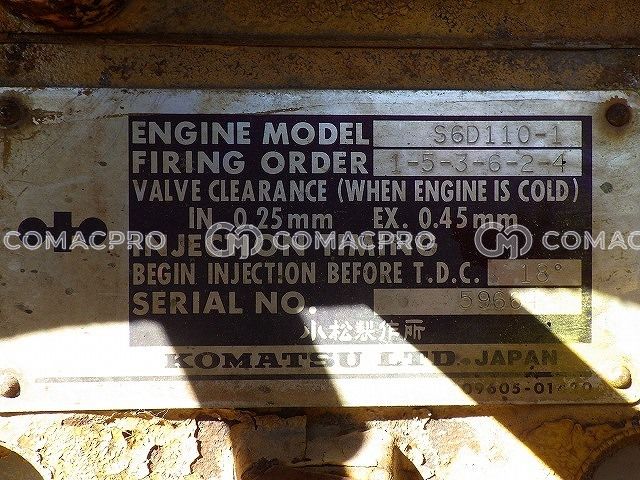 ENGINE MODEL S6D110-1
FIRING ORDER 1-5-3-6-2-4
VALVE CLEARANCE (WHEN ENGINE IS COLD)
IN. 0.25mm EX. 0.45mm
COMACPRO COMACPRO COMACPRO
INJECTION TIMING
BEGIN INJECTION BEFORE T.D.C. 18°
SERIAL NO.
小松製作所
KOMATSU LTD. JAPAN